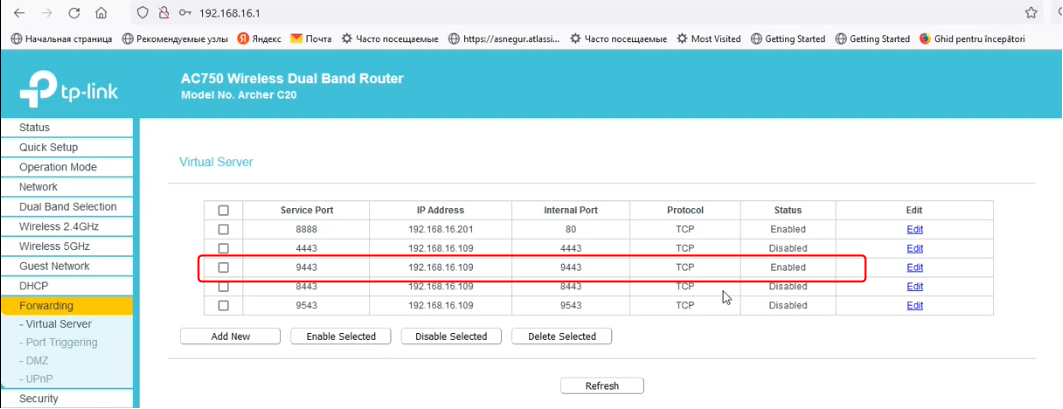 192.168.16.1
Начальная страница Рекомендуемые узлы Яндекс Почта Часто посещаемые https://asnegur.atlassi... Часто посещаемые Most Visited Getting Started Getting Started Ghid pentru începători
tp-link
AC750 Wireless Dual Band Router
Model No. Archer C20
Status
Quick Setup
Operation Mode
Network
Dual Band Selection
Wireless 2.4GHz
Wireless 5GHz
Guest Network
DHCP
Forwarding
- Virtual Server
- Port Triggering
- DMZ
- UPnP
Security
Virtual Server
Service Port IP Address Internal Port Protocol Status Edit
8888 192.168.16.201 80 TCP Enabled Edit
4443 192.168.16.109 4443 TCP Disabled Edit
9443 192.168.16.109 9443 TCP Enabled Edit
8443 192.168.16.109 8443 TCP Disabled Edit
9543 192.168.16.109 9543 TCP Disabled Edit
Add New Enable Selected Disable Selected Delete Selected
Refresh